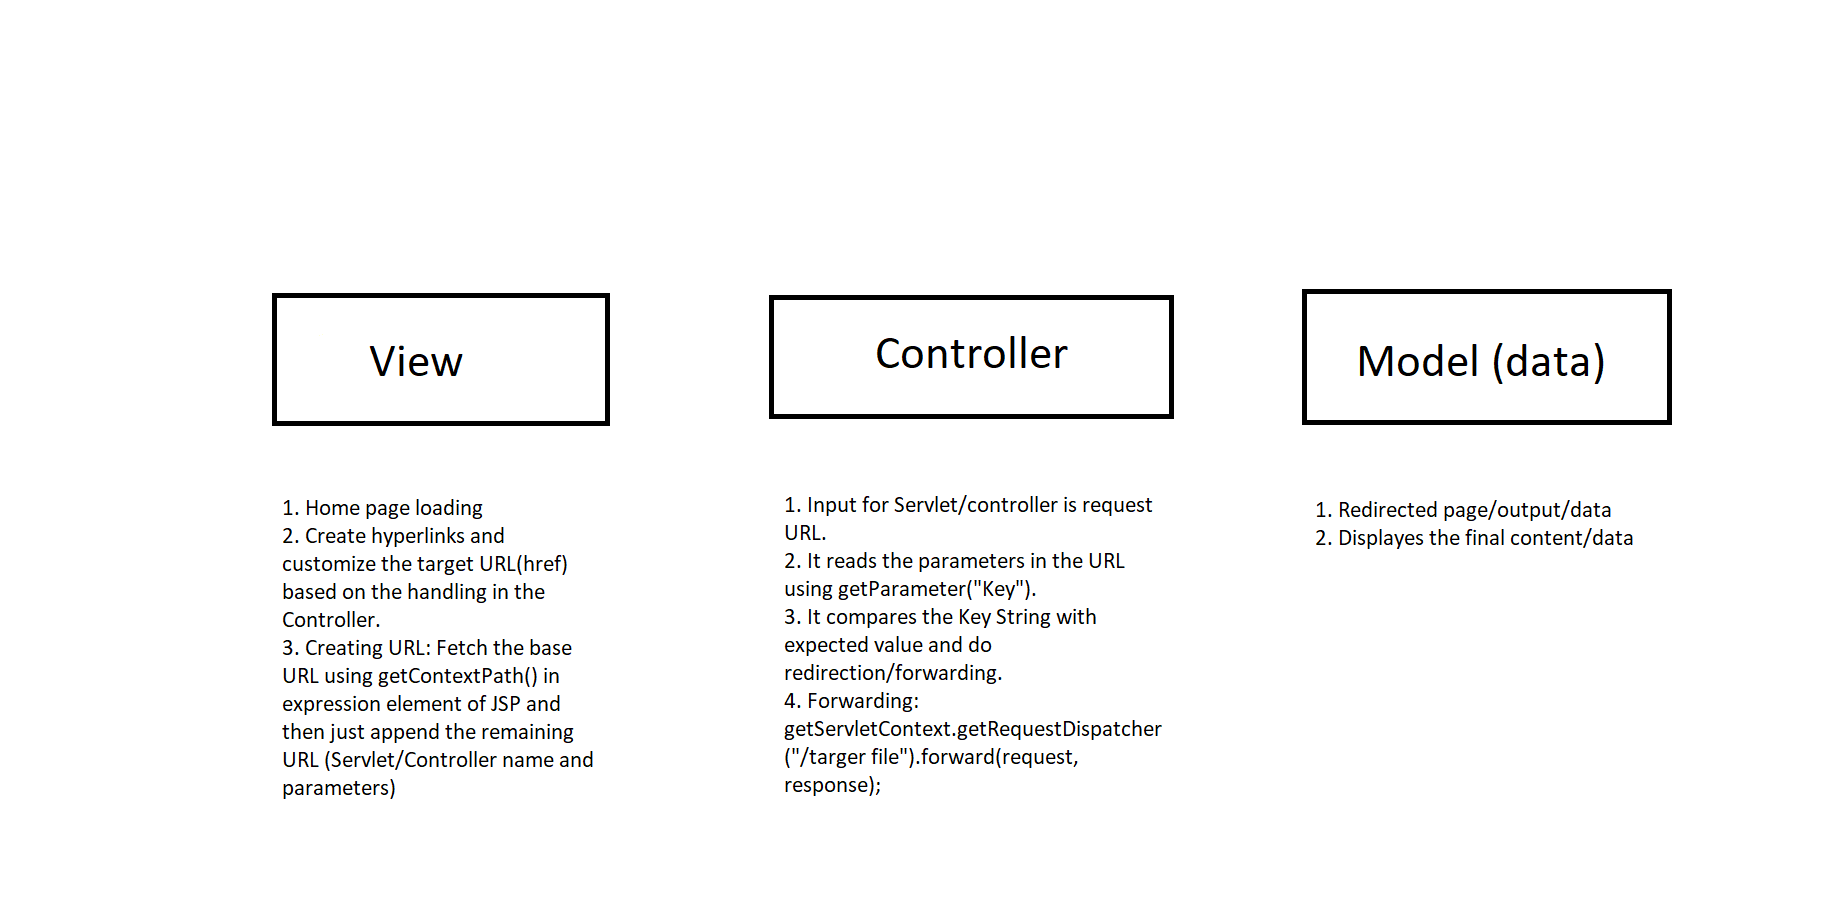 View
1. Home page loading
2. Create hyperlinks and
customize the target URL(href)
based on the handling in the
Controller.
3. Creating URL: Fetch the base
URL using getContextPath() in
expression element of JSP and
then just append the remaining
URL (Servlet/Controller name and
parameters)
Controller
1. Input for Servlet/controller is request
URL.
2. It reads the parameters in the URL
using getParameter("Key").
3. It compares the Key String with
expected value and do
redirection/forwarding.
4. Forwarding:
getServletContext.getRequestDispatcher
("/targer file").forward(request,
response);
Model (data)
1. Redirected page/output/data
2. Displayes the final content/data